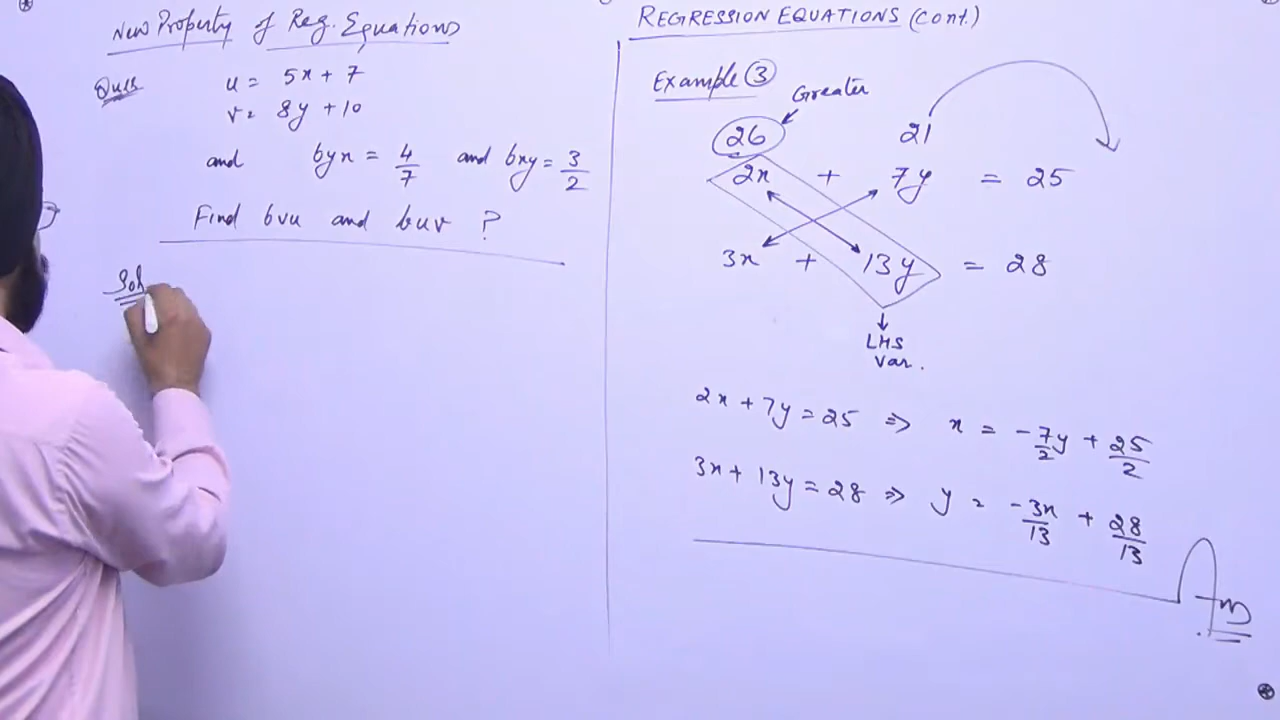 New Property of Reg. Equations
Ques
u = 5x + 7
v = 8y + 10
and byx = 4/7 and bxy = 3/2
Find bvu and buv ?
Soln
REGRESSION EQUATIONS (Cont.)
Example ③
Greater
26 21
2x + 7y = 25
3x + 13y = 28
LHS
Var.
2x + 7y = 25 ⇒ x = -7/2 y + 25/2
3x + 13y = 28 ⇒ y = -3x/13 + 28/13